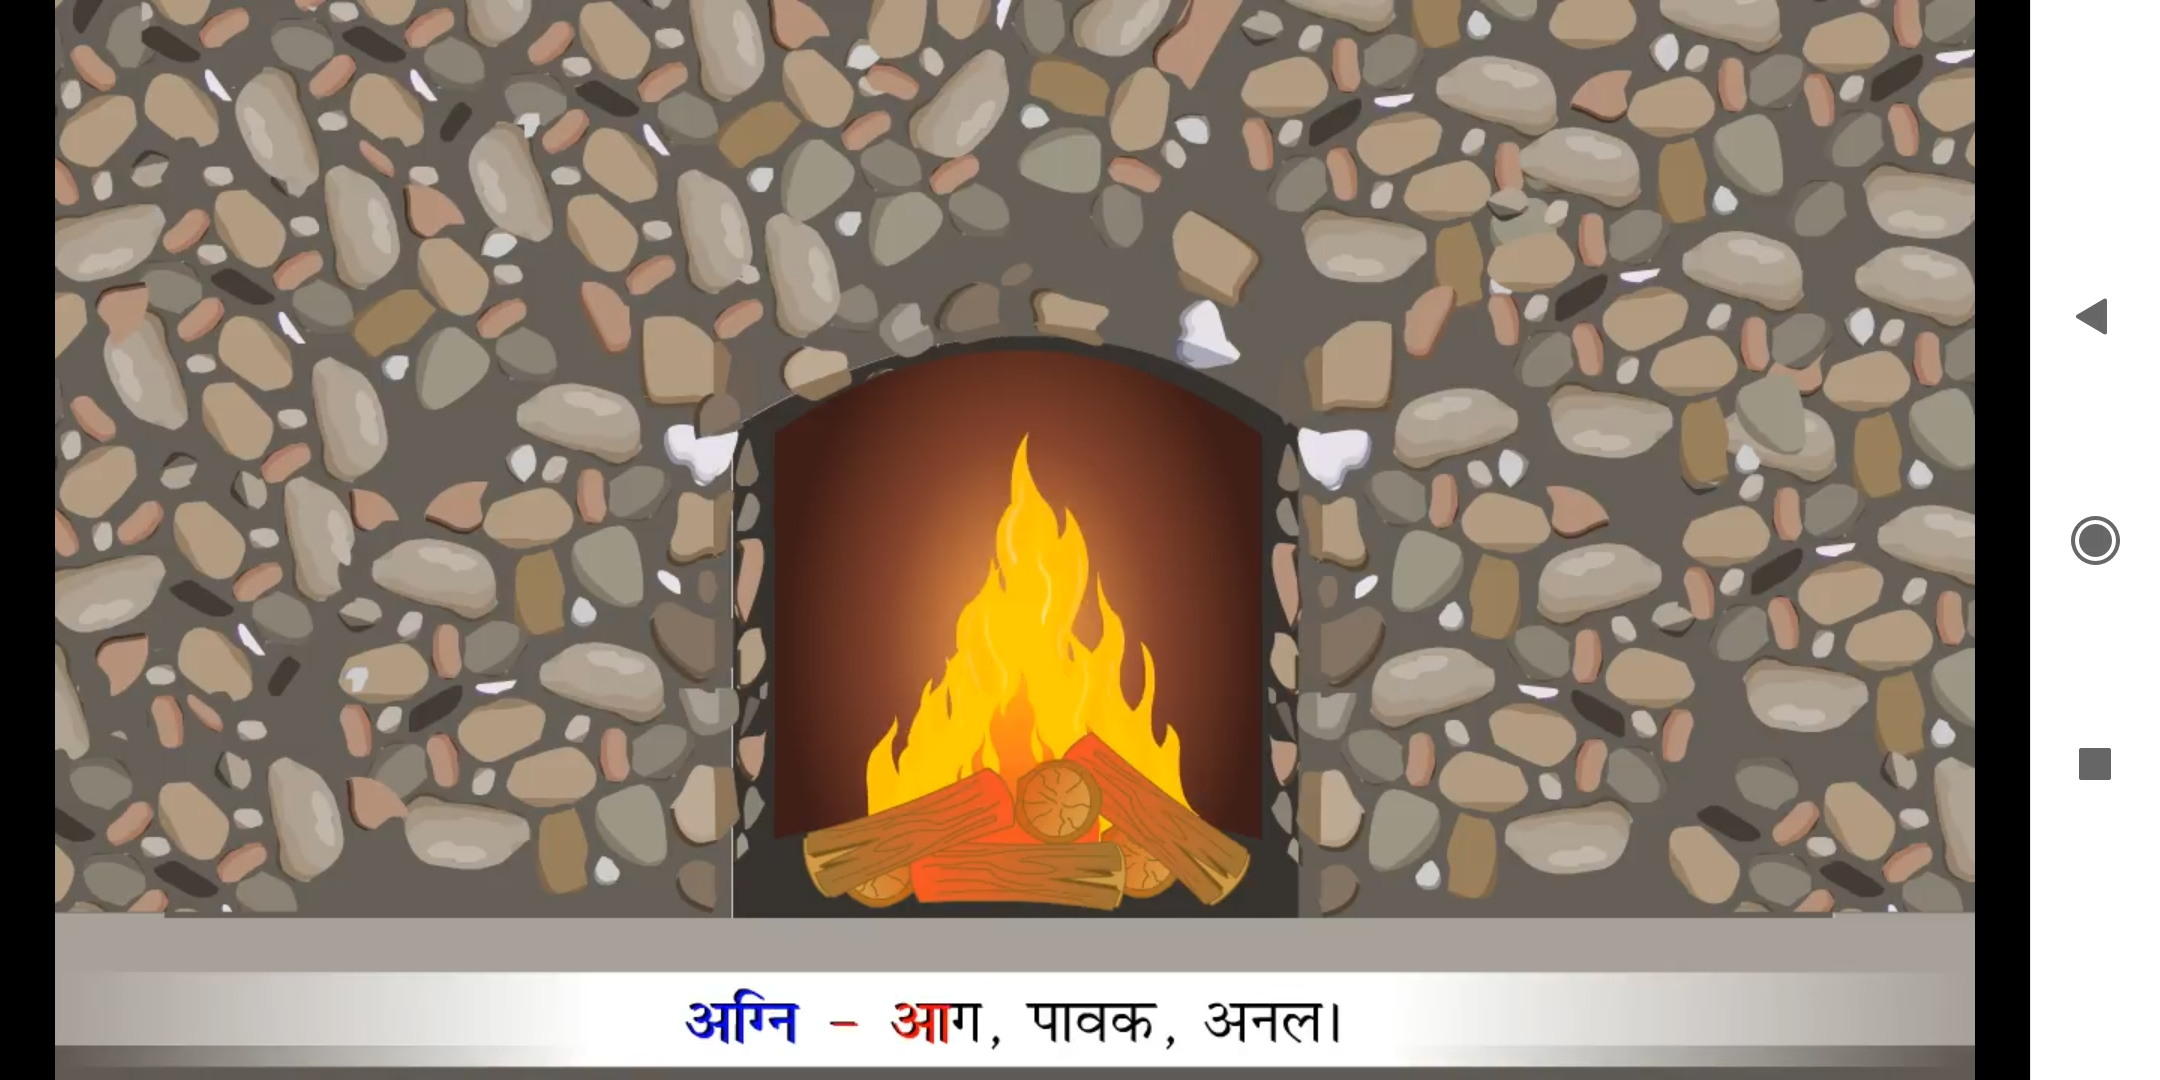 अग्नि – आग, पावक, अनल।